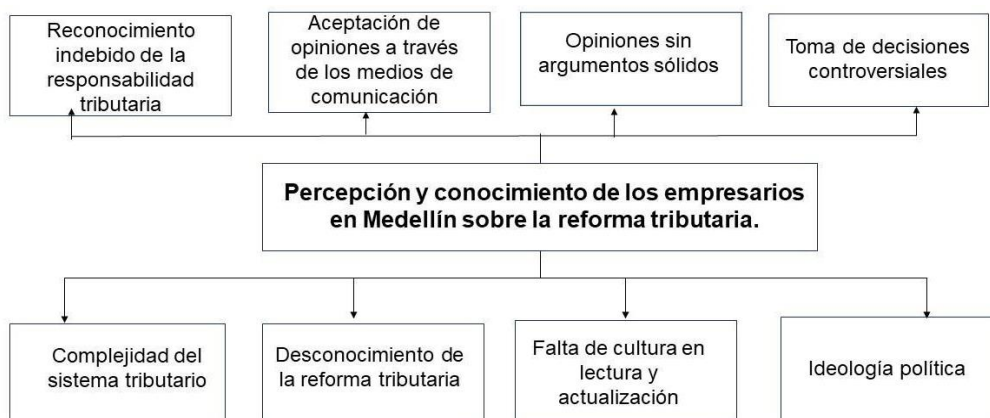 Reconocimiento
indebido de la
responsabilidad
tributaria
Aceptación de
opiniones a través
de los medios de
comunicación
Opiniones sin
argumentos sólidos
Toma de decisiones
controversiales
Percepción y conocimiento de los empresarios
en Medellín sobre la reforma tributaria.
Complejidad del
sistema tributario
Desconocimiento de
la reforma tributaria
Falta de cultura en
lectura y
actualización
Ideología política